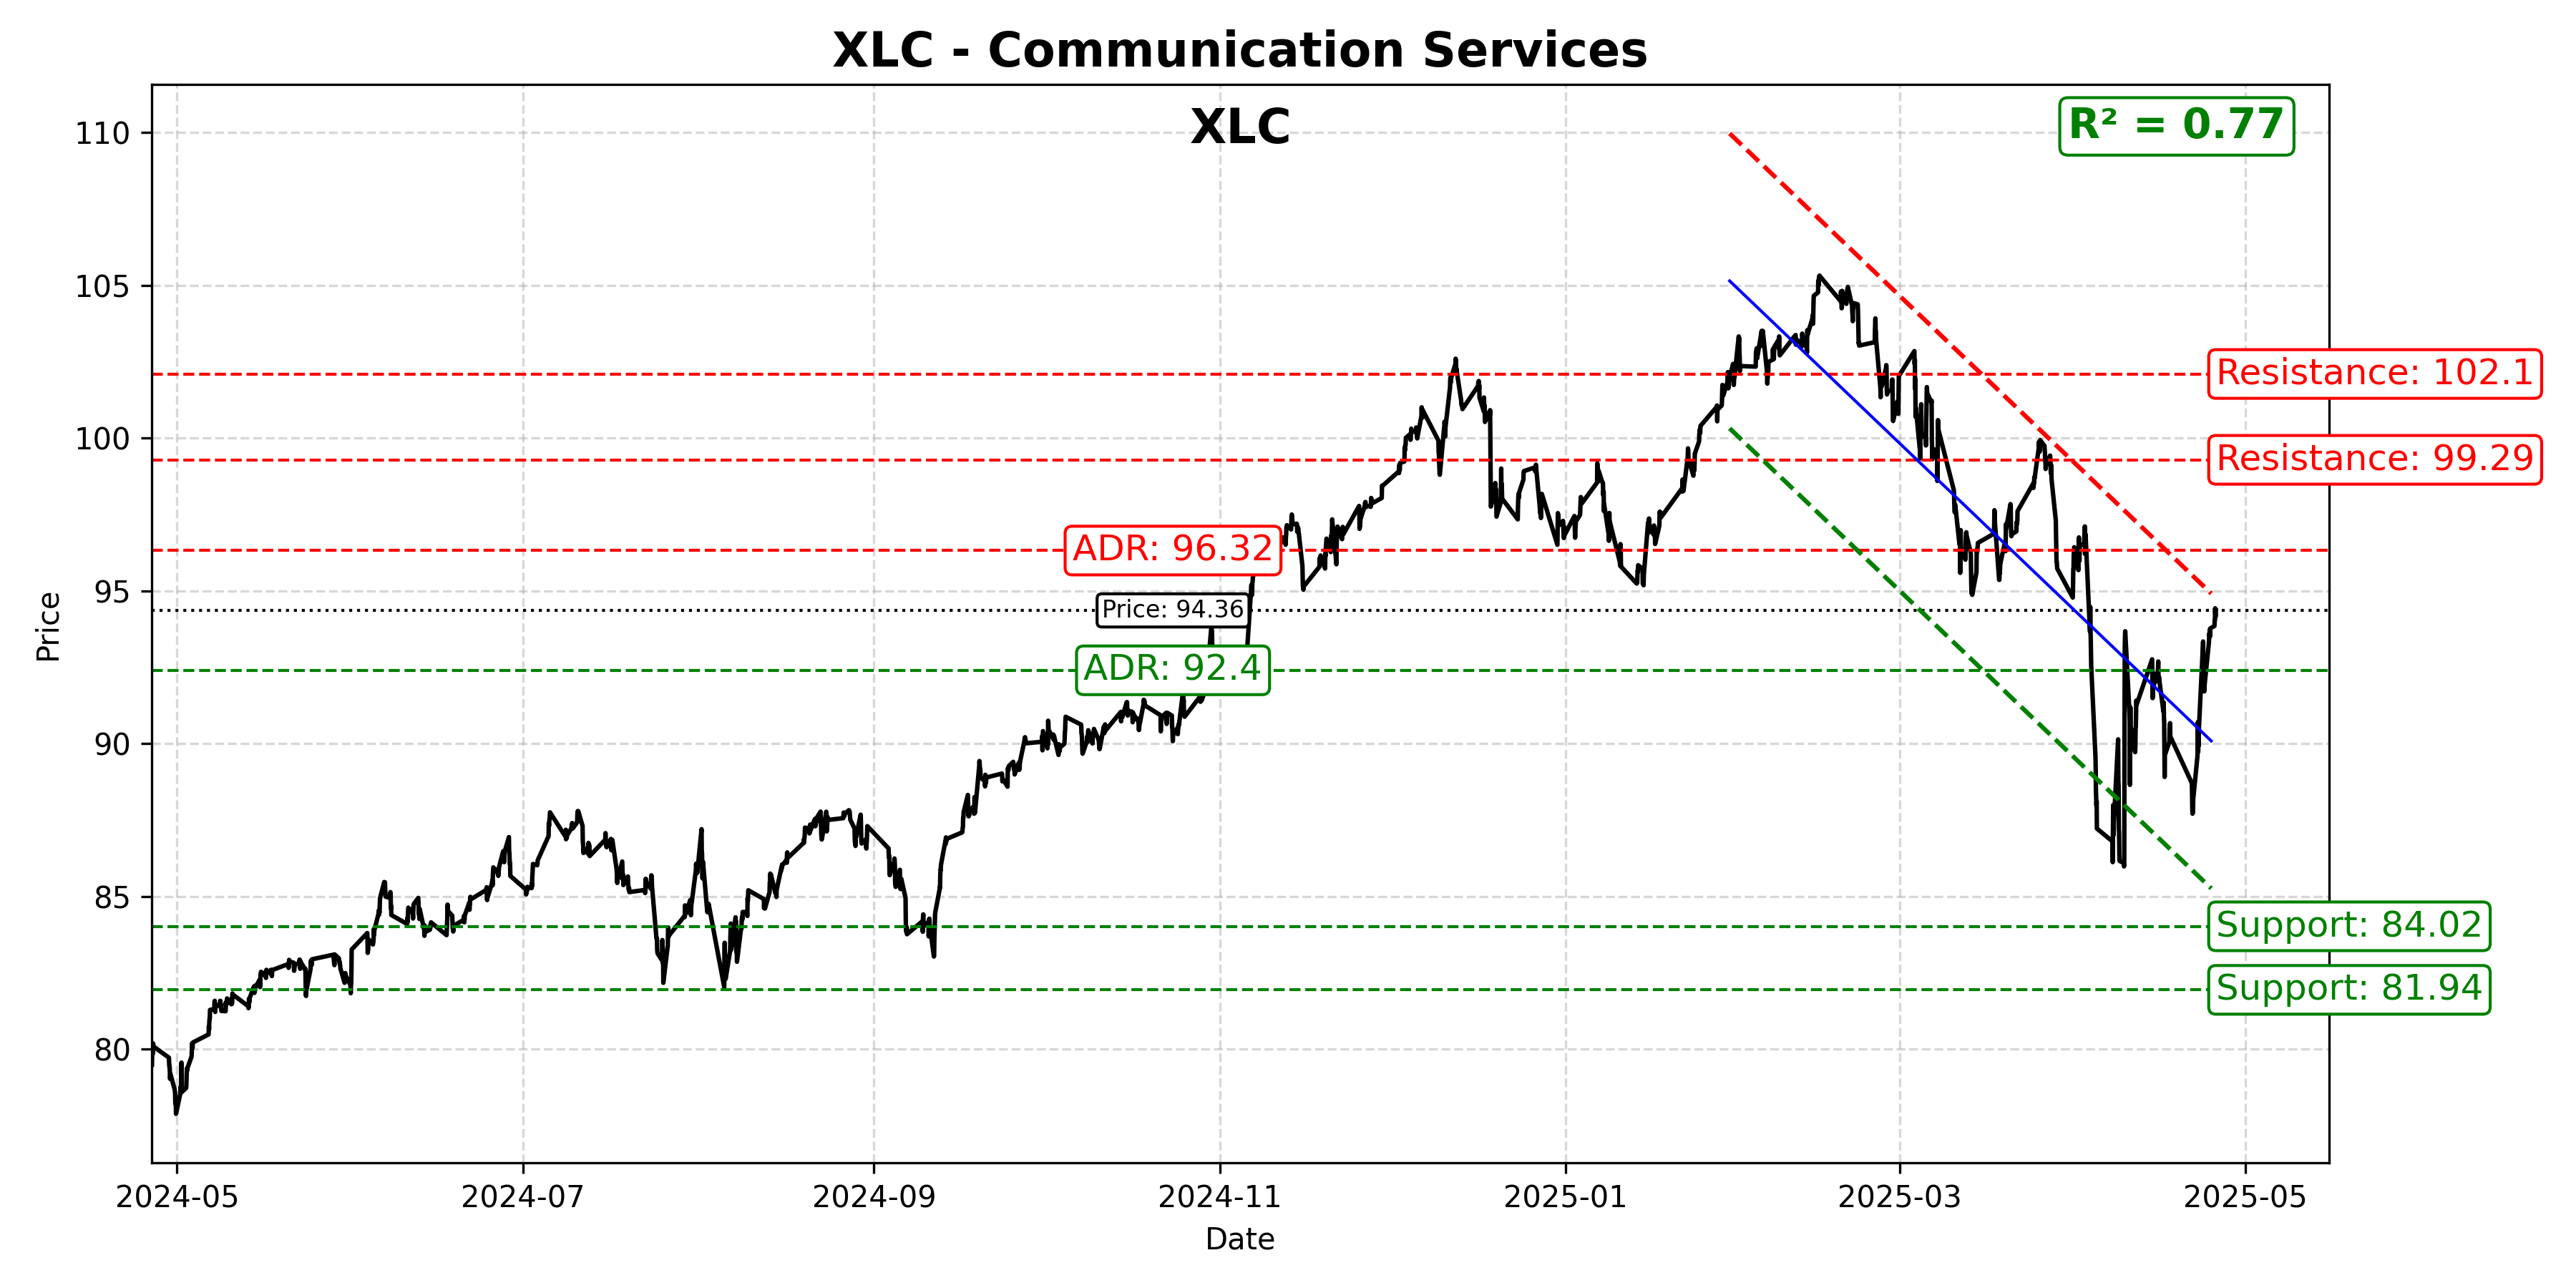 XLC - Communication Services
XLC
R² = 0.77
110
105
100
95
90
85
80
Price
Resistance: 102.1
Resistance: 99.29
ADR: 96.32
Price: 94.36
ADR: 92.4
Support: 84.02
Support: 81.94
2024-05
2024-07
2024-09
2024-11
2025-01
2025-03
2025-05
Date